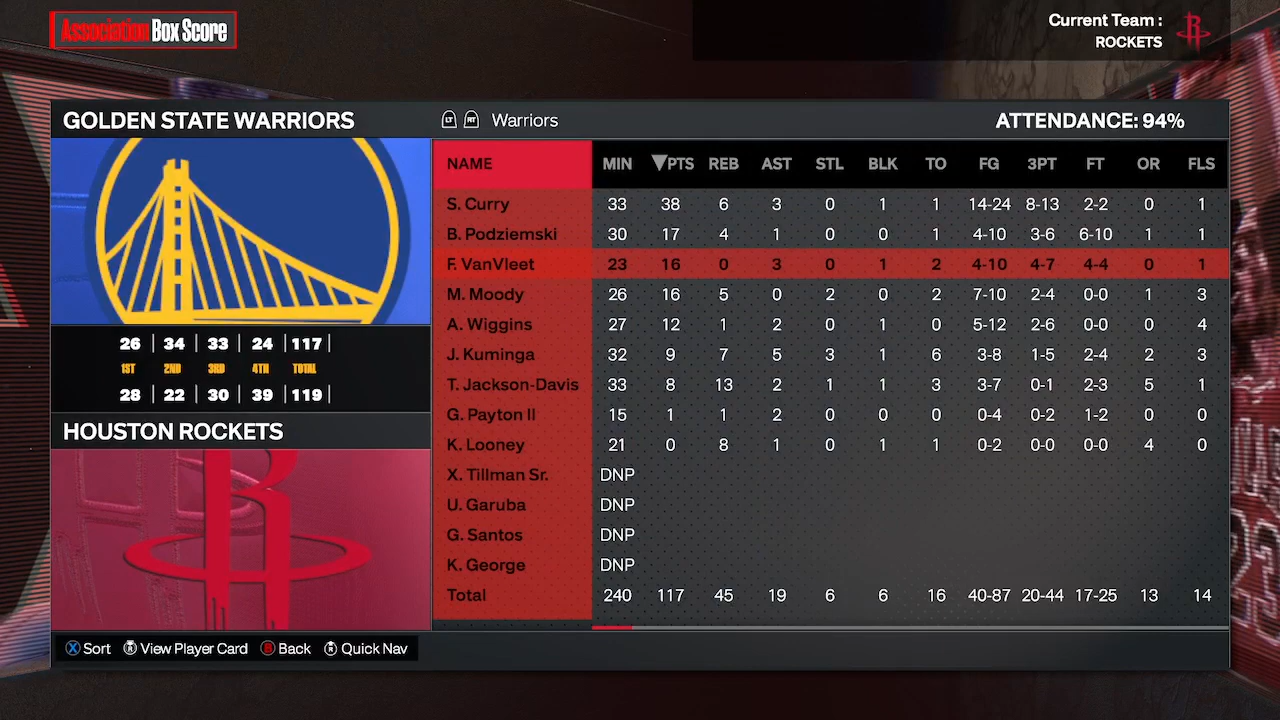 Association Box Score
Current Team :
ROCKETS
GOLDEN STATE WARRIORS
LT RT Warriors
ATTENDANCE: 94%
NAME MIN PTS REB AST STL BLK TO FG 3PT FT OR FLS
S. Curry 33 38 6 3 0 1 1 14-24 8-13 2-2 0 1
B. Podziemski 30 17 4 1 0 0 1 4-10 3-6 6-10 1 1
F. VanVleet 23 16 0 3 0 1 2 4-10 4-7 4-4 0 1
M. Moody 26 16 5 0 2 0 2 7-10 2-4 0-0 1 3
A. Wiggins 27 12 1 2 0 1 0 5-12 2-6 0-0 0 4
J. Kuminga 32 9 7 5 3 1 6 3-8 1-5 2-4 2 3
T. Jackson-Davis 33 8 13 2 1 1 3 3-7 0-1 2-3 5 1
G. Payton II 15 1 1 2 0 0 0 0-4 0-2 1-2 0 0
K. Looney 21 0 8 1 0 1 1 0-2 0-0 0-0 4 0
X. Tillman Sr. DNP
U. Garuba DNP
G. Santos DNP
K. George DNP
Total 240 117 45 19 6 6 16 40-87 20-44 17-25 13 14
26 34 33 24 117
1ST 2ND 3RD 4TH TOTAL
28 22 30 39 119
HOUSTON ROCKETS
X Sort R View Player Card B Back R Quick Nav